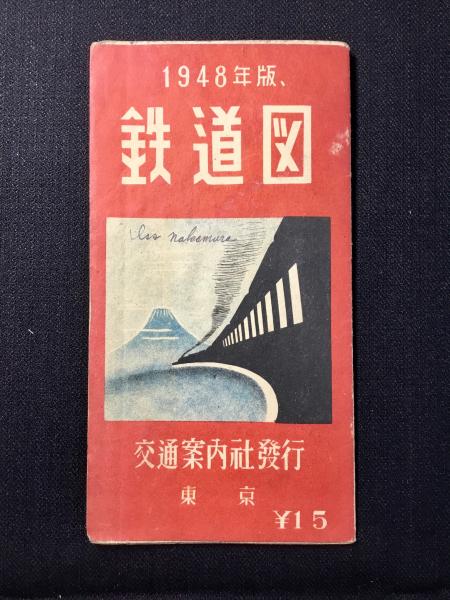 1948年版、
鉄道図
Nakamura
交通案内社發行
東京
¥15